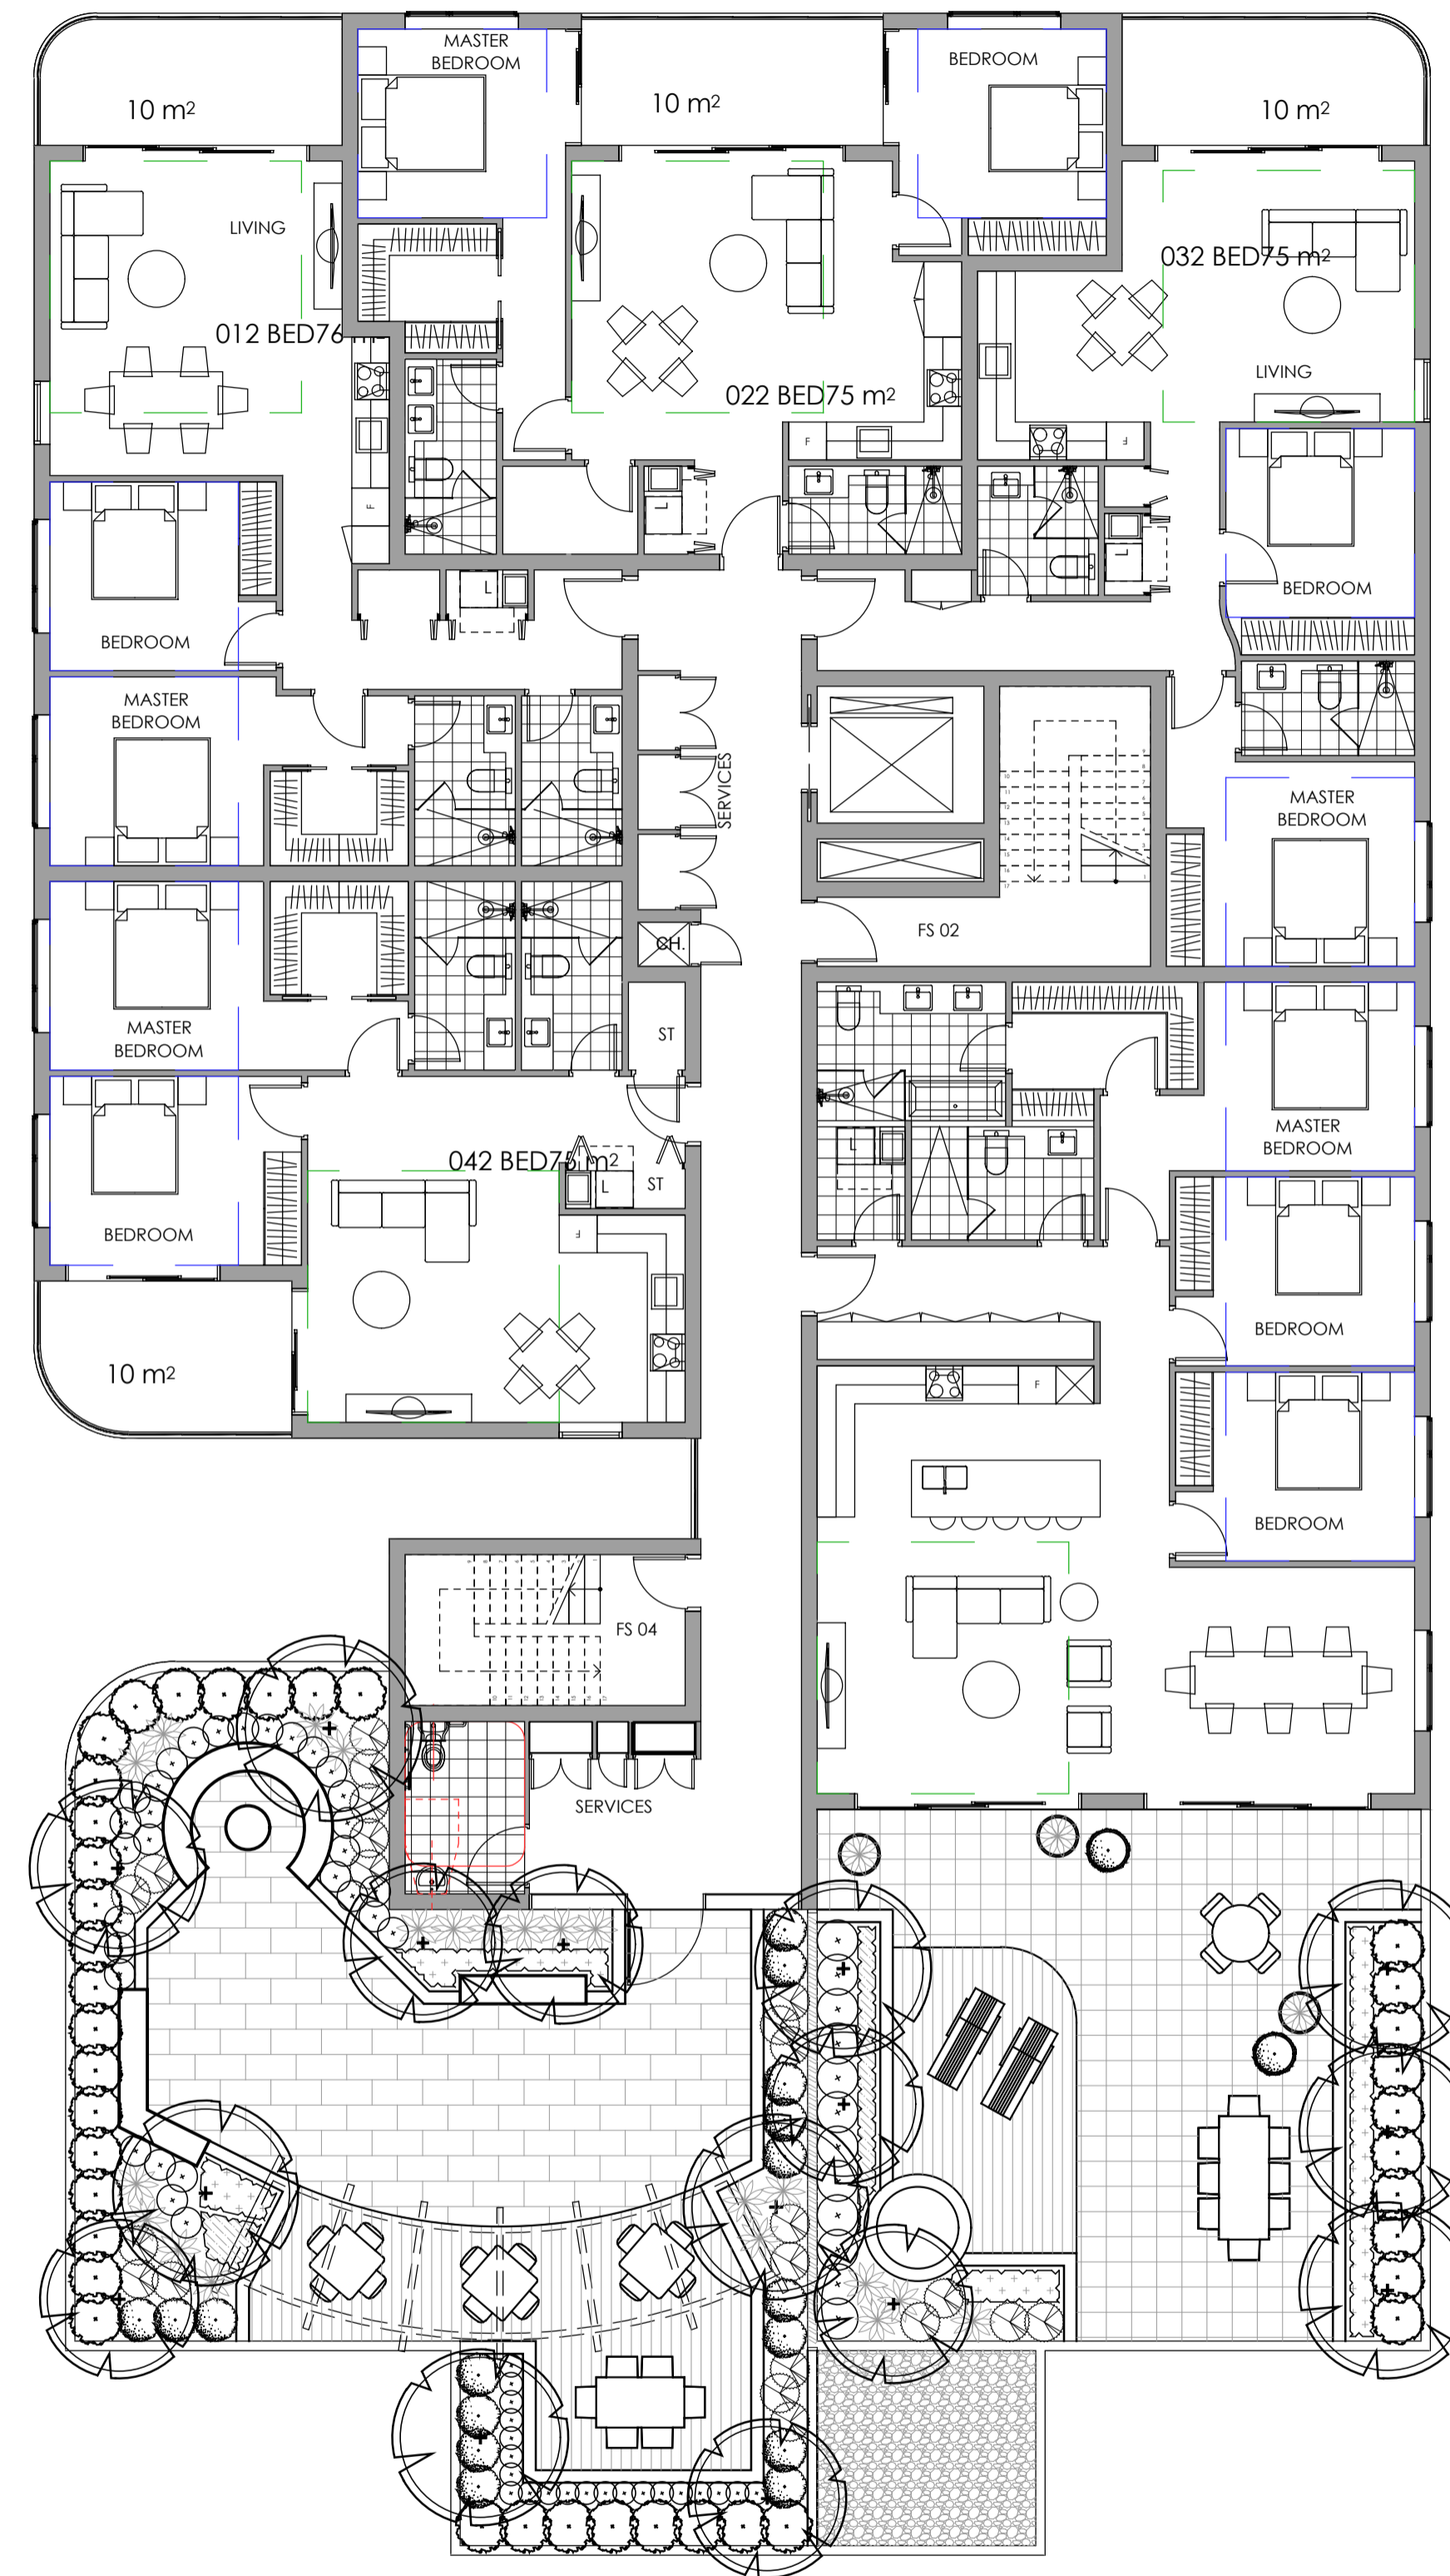 MASTER
BEDROOM
BEDROOM
10 m2
10 m2
10 m2
LIVING
032 BED75 m2
012 BED76
LIVING
022 BED75 m2
F
F
F
L
L
L
BEDROOM
BEDROOM
MASTER
BEDROOM
SERVICES
MASTER
BEDROOM
FS 02
CH.
ST
MASTER
BEDROOM
MASTER
BEDROOM
L
042 BED75 m2
L
ST
BEDROOM
F
BEDROOM
10 m2
F
BEDROOM
FS 04
SERVICES